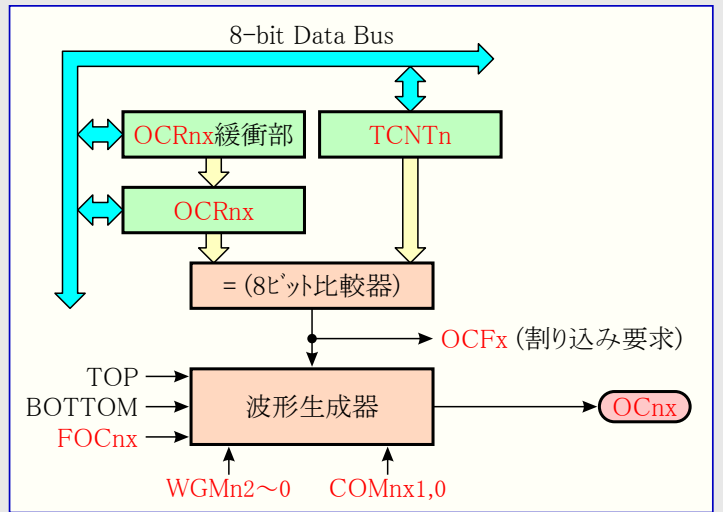 8-bit Data Bus
OCRnx緩衝部
TCNTn
OCRnx
= (8ﾋﾞｯﾄ比較器)
OCFx (割り込み要求)
TOP
BOTTOM
FOCnx
波形生成器
OCnx
WGMn2～0
COMnx1,0